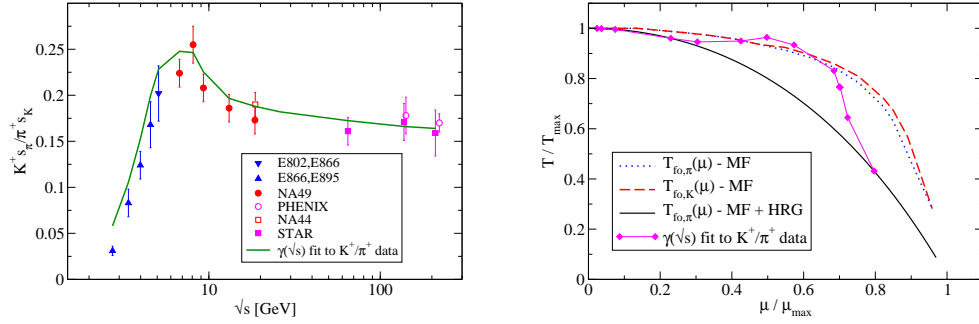 K⁺s_π/π⁺s_K
0.25
0.2
0.15
0.1
0.05
0
10
100
√s [GeV]
E802,E866
E866,E895
NA49
PHENIX
NA44
STAR
γ(√s) fit to K⁺/π⁺ data
T / T_max
1
0.8
0.6
0.4
0.2
0
0
0.2
0.4
0.6
0.8
1
μ / μ_max
T_fo,π(μ) - MF
T_fo,K(μ) - MF
T_fo,π(μ) - MF + HRG
γ(√s) fit to K⁺/π⁺ data